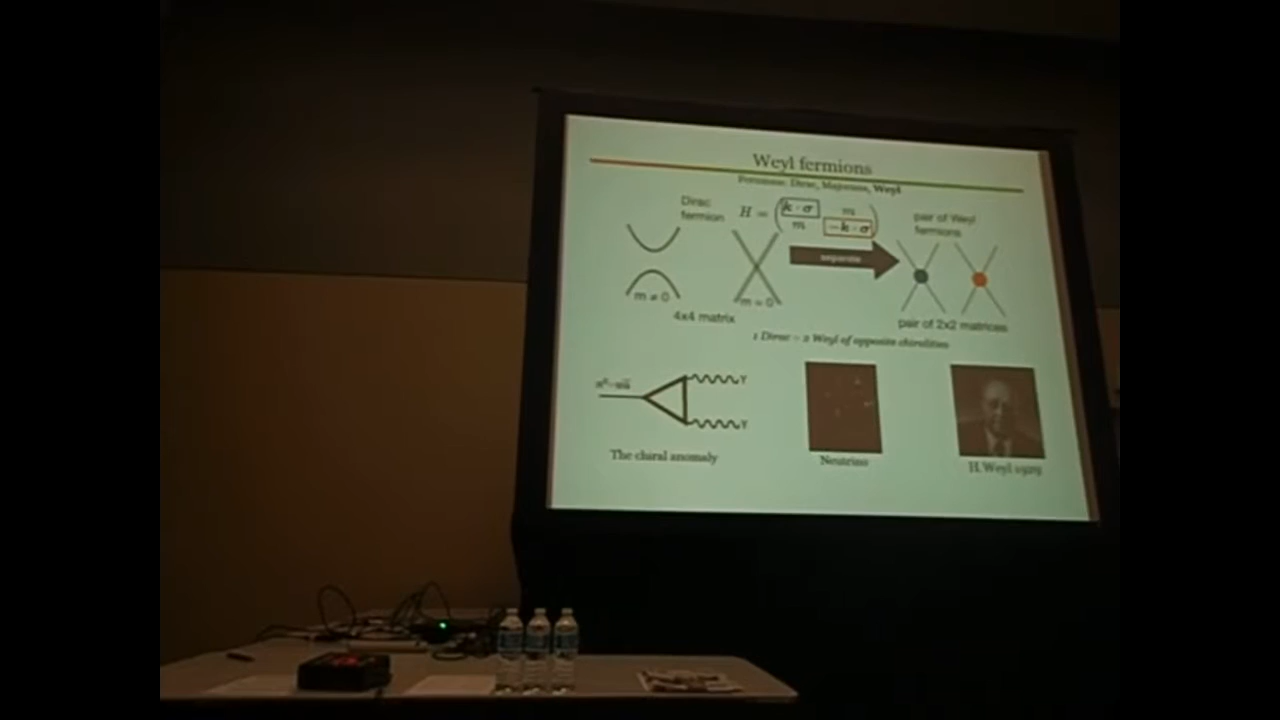 Weyl fermions
Fermions: Dirac, Majorana, Weyl
Dirac
fermion
H = ( k · σ m
m −k · σ )
pair of Weyl
fermions
separate
m ≠ 0
m = 0
4x4 matrix
pair of 2x2 matrices
1 Dirac = 2 Weyl of opposite chiralities
γ
γ
The chiral anomaly
Neutrino
H. Weyl 1929